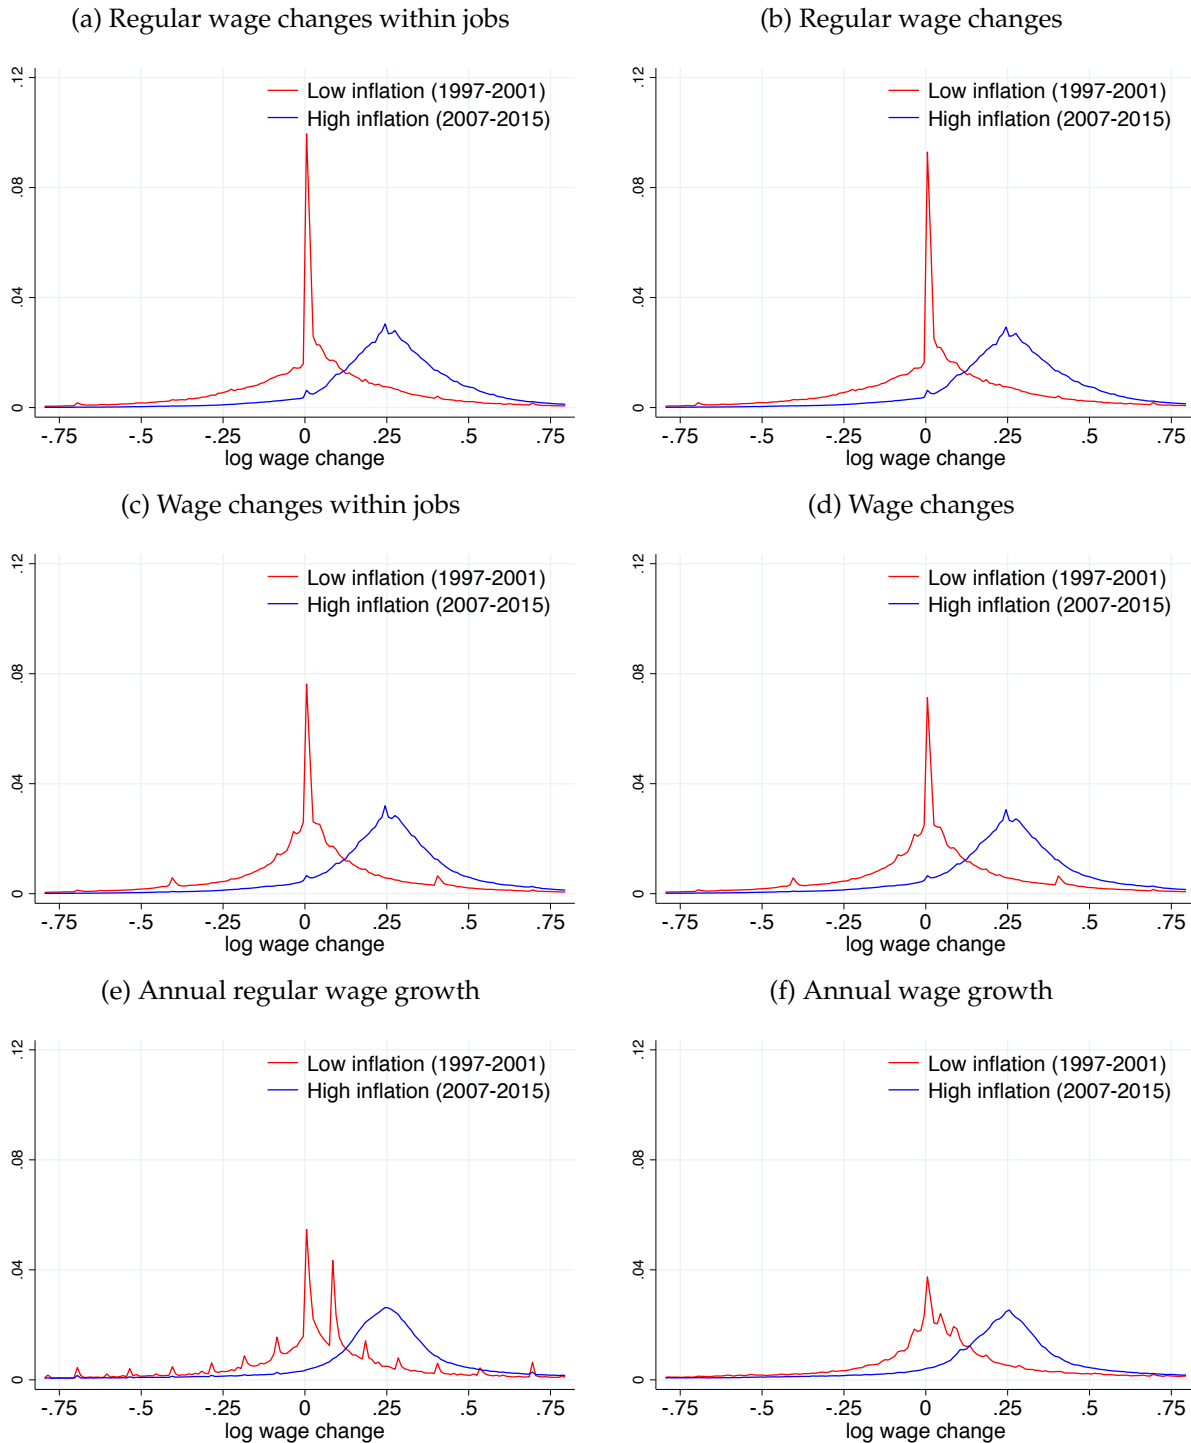 (a) Regular wage changes within jobs
.12
.08
.04
0
Low inflation (1997-2001)
High inflation (2007-2015)
-.75 -.5 -.25 0 .25 .5 .75
log wage change
(b) Regular wage changes
.12
.08
.04
0
Low inflation (1997-2001)
High inflation (2007-2015)
-.75 -.5 -.25 0 .25 .5 .75
log wage change
(c) Wage changes within jobs
.12
.08
.04
0
Low inflation (1997-2001)
High inflation (2007-2015)
-.75 -.5 -.25 0 .25 .5 .75
log wage change
(d) Wage changes
.12
.08
.04
0
Low inflation (1997-2001)
High inflation (2007-2015)
-.75 -.5 -.25 0 .25 .5 .75
log wage change
(e) Annual regular wage growth
.12
.08
.04
0
Low inflation (1997-2001)
High inflation (2007-2015)
-.75 -.5 -.25 0 .25 .5 .75
log wage change
(f) Annual wage growth
.12
.08
.04
0
Low inflation (1997-2001)
High inflation (2007-2015)
-.75 -.5 -.25 0 .25 .5 .75
log wage change